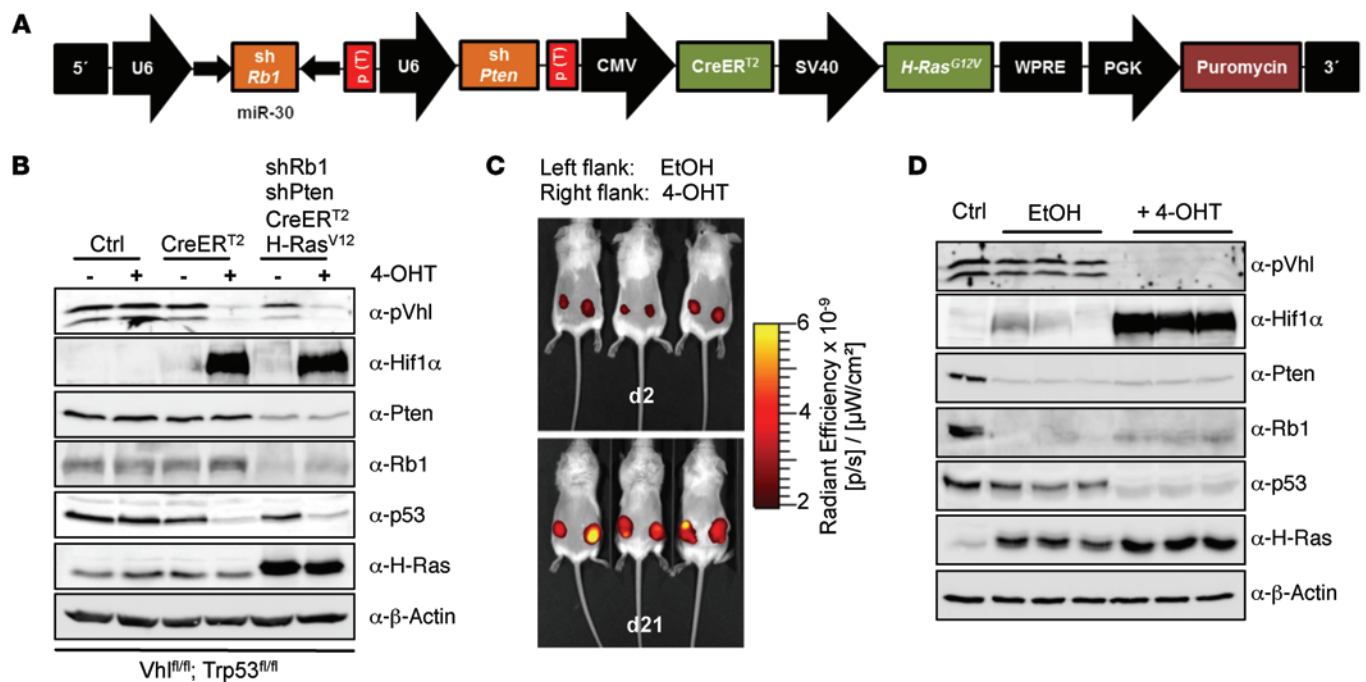 A
5´ U6 sh Rb1 p (T) U6 sh Pten p (T) CMV CreER^T2 SV40 H-Ras^G12V WPRE PGK Puromycin 3´
miR-30
B
shRb1
shPten
CreER^T2
H-Ras^V12
Ctrl CreER^T2
- + - + - + 4-OHT
α-pVhl
α-Hif1α
α-Pten
α-Rb1
α-p53
α-H-Ras
α-β-Actin
Vhl^fl/fl; Trp53^fl/fl
C
Left flank: EtOH
Right flank: 4-OHT
d2
d21
6
4
2
Radiant Efficiency x 10^-9
[p/s] / [µW/cm²]
D
Ctrl EtOH + 4-OHT
α-pVhl
α-Hif1α
α-Pten
α-Rb1
α-p53
α-H-Ras
α-β-Actin